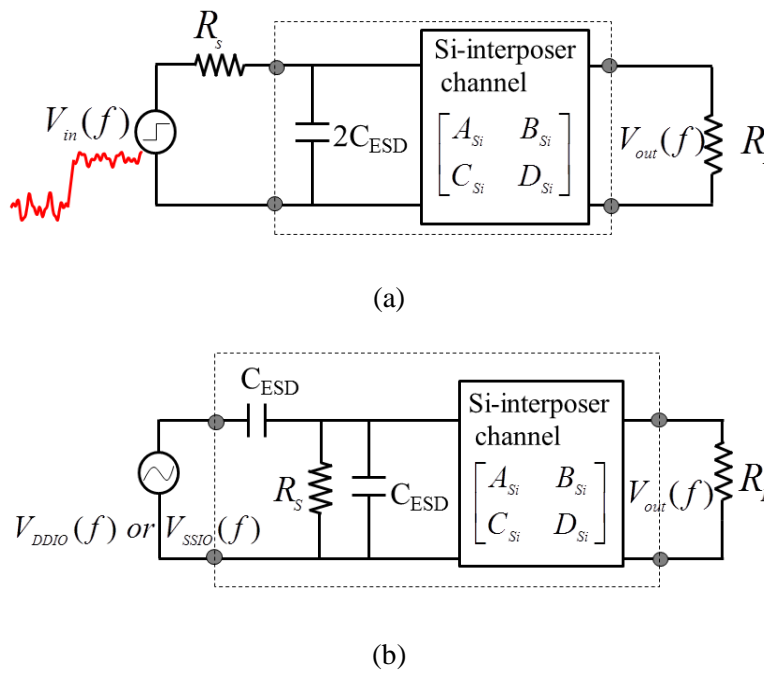 R_s
Si-interposer
channel
V_in(f)
2C_ESD
A_Si B_Si
C_Si D_Si
V_out(f)
R
(a)
C_ESD
Si-interposer
channel
R_S
C_ESD
A_Si B_Si
C_Si D_Si
V_out(f)
R
V_DDIO(f) or V_SSIO(f)
(b)